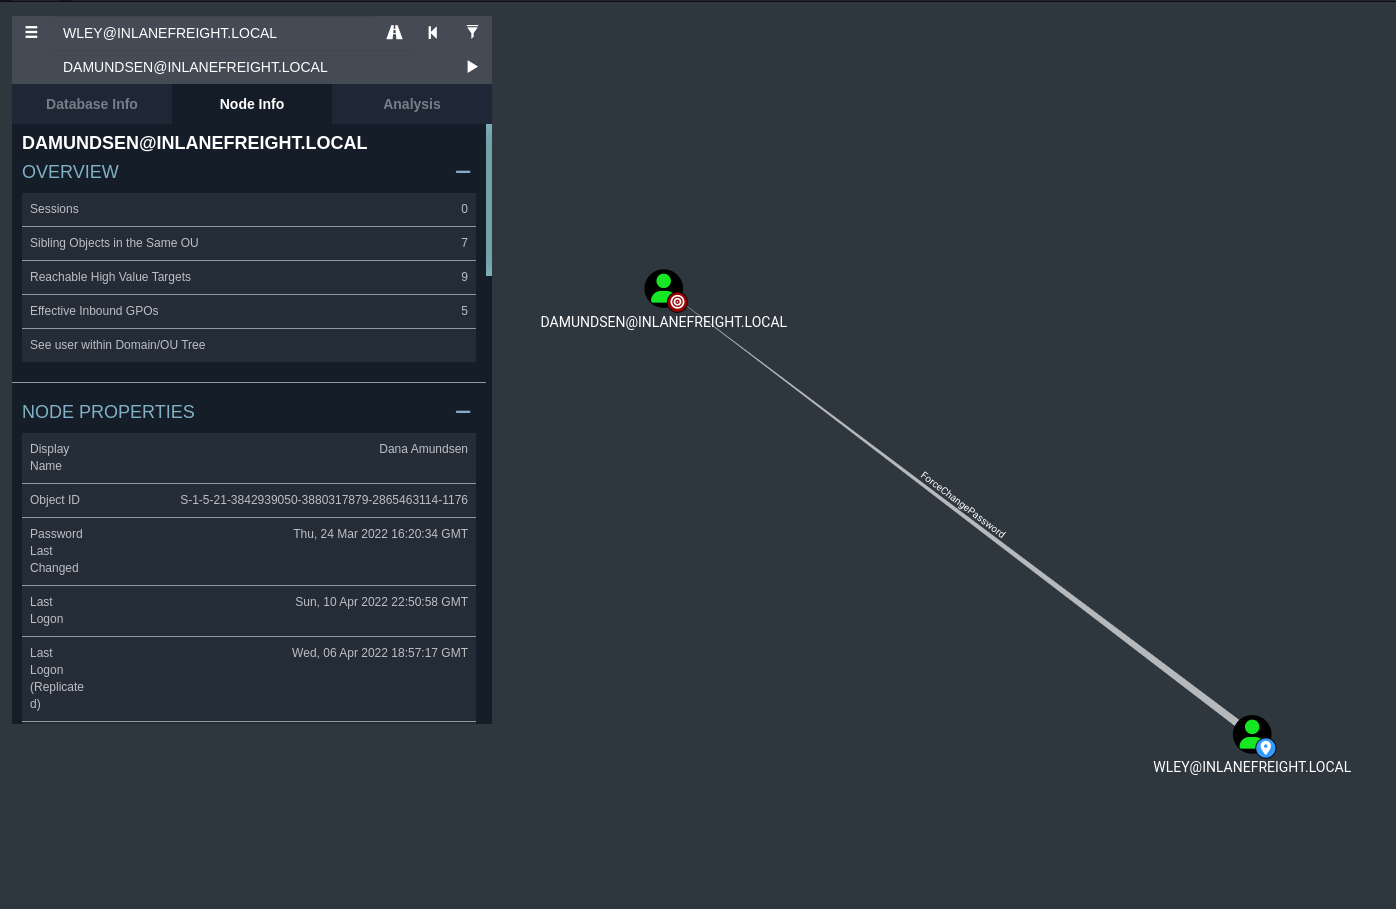 WLEY@INLANEFREIGHT.LOCAL
DAMUNDSEN@INLANEFREIGHT.LOCAL
Database Info
Node Info
Analysis
DAMUNDSEN@INLANEFREIGHT.LOCAL
OVERVIEW
Sessions 0
Sibling Objects in the Same OU 7
Reachable High Value Targets 9
Effective Inbound GPOs 5
See user within Domain/OU Tree
NODE PROPERTIES
Display Dana Amundsen
Name
Object ID S-1-5-21-3842939050-3880317879-2865463114-1176
Password Thu, 24 Mar 2022 16:20:34 GMT
Last
Changed
Last Sun, 10 Apr 2022 22:50:58 GMT
Logon
Last Wed, 06 Apr 2022 18:57:17 GMT
Logon
(Replicate
d)
DAMUNDSEN@INLANEFREIGHT.LOCAL
ForceChangePassword
WLEY@INLANEFREIGHT.LOCAL